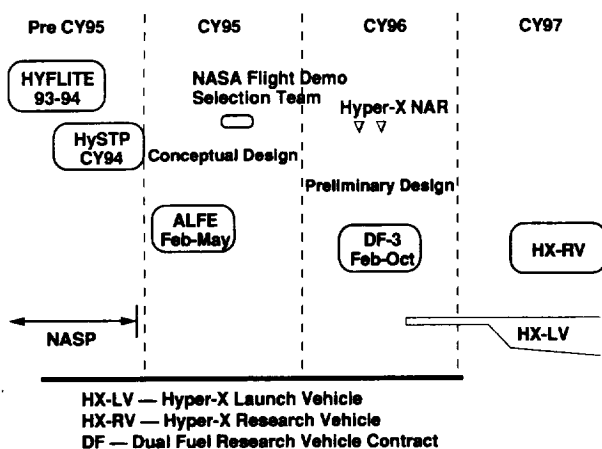 Pre CY95
CY95
CY96
CY97
HYFLITE
93-94
NASA Flight Demo
Selection Team
Hyper-X NAR
HySTP
CY94
Conceptual Design
Preliminary Design
ALFE
Feb-May
DF-3
Feb-Oct
HX-RV
NASP
HX-LV
HX-LV — Hyper-X Launch Vehicle
HX-RV — Hyper-X Research Vehicle
DF — Dual Fuel Research Vehicle Contract